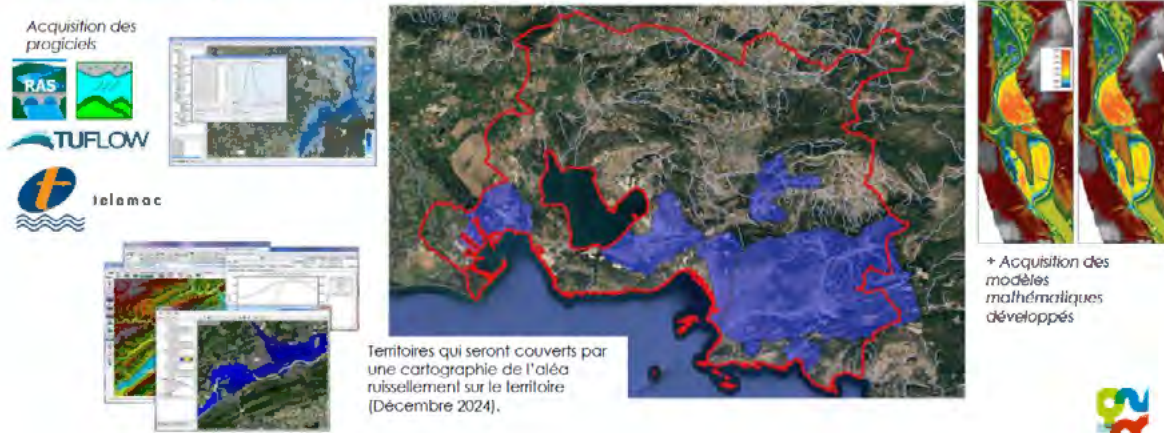 Acquisition des
progiciels
RAS
TUFLOW
telemac
Territoires qui seront couverts par
une cartographie de l'aléa
ruissellement sur le territoire
(Décembre 2024).
+ Acquisition des
modèles
mathématiques
développés